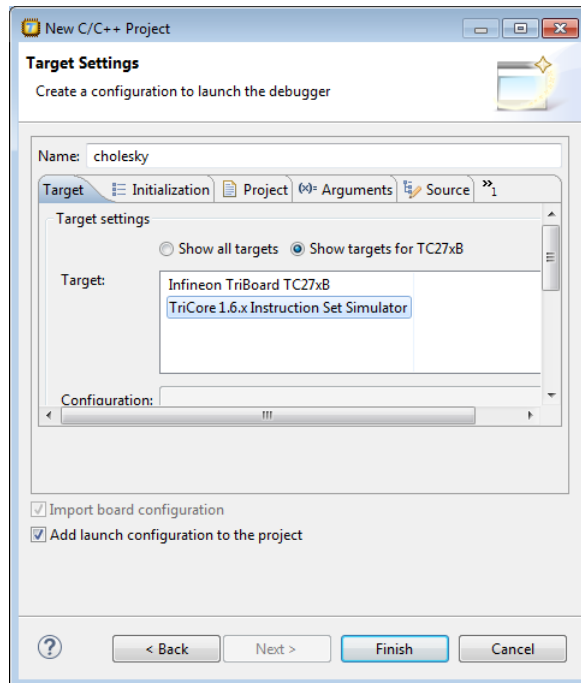 New C/C++ Project
Target Settings
Create a configuration to launch the debugger
Name: cholesky
Target Initialization Project (x)= Arguments Source »1
Target settings
Show all targets Show targets for TC27xB
Target: Infineon TriBoard TC27xB
TriCore 1.6.x Instruction Set Simulator
Configuration:
Import board configuration
Add launch configuration to the project
? < Back Next > Finish Cancel